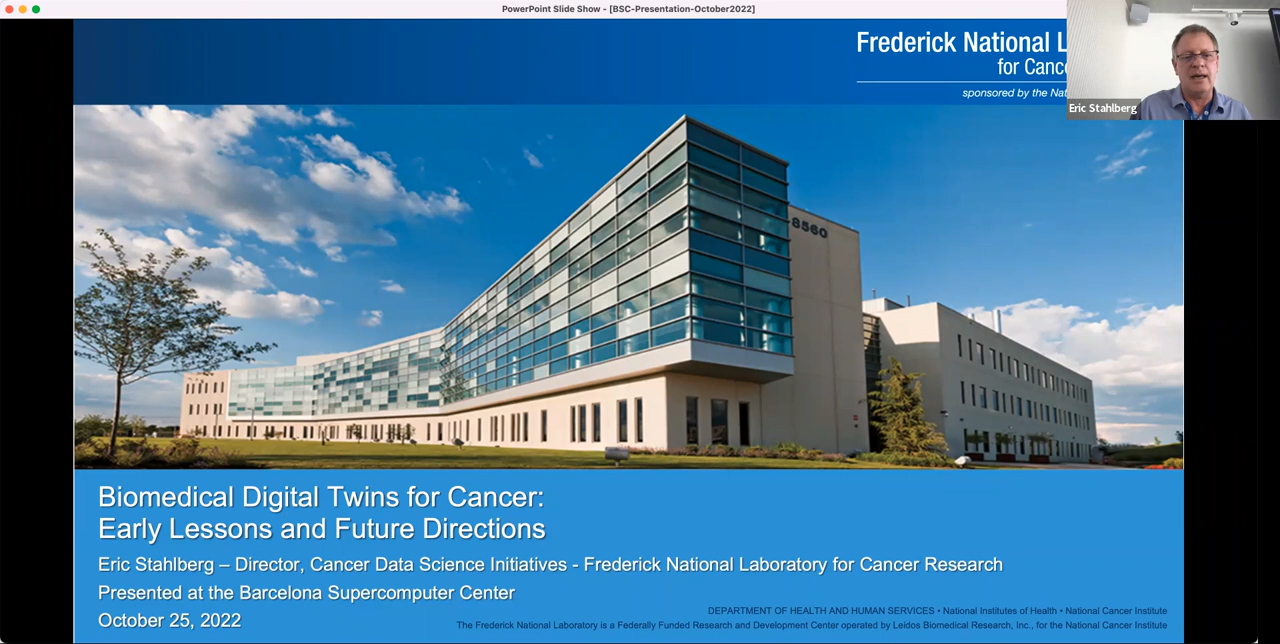 PowerPoint Slide Show - [BSC-Presentation-October2022]
Frederick National L
for Canc
sponsored by the Nat
Eric Stahlberg
8560
Biomedical Digital Twins for Cancer:
Early Lessons and Future Directions
Eric Stahlberg – Director, Cancer Data Science Initiatives - Frederick National Laboratory for Cancer Research
Presented at the Barcelona Supercomputer Center
October 25, 2022
DEPARTMENT OF HEALTH AND HUMAN SERVICES • National Institutes of Health • National Cancer Institute
The Frederick National Laboratory is a Federally Funded Research and Development Center operated by Leidos Biomedical Research, Inc., for the National Cancer Institute